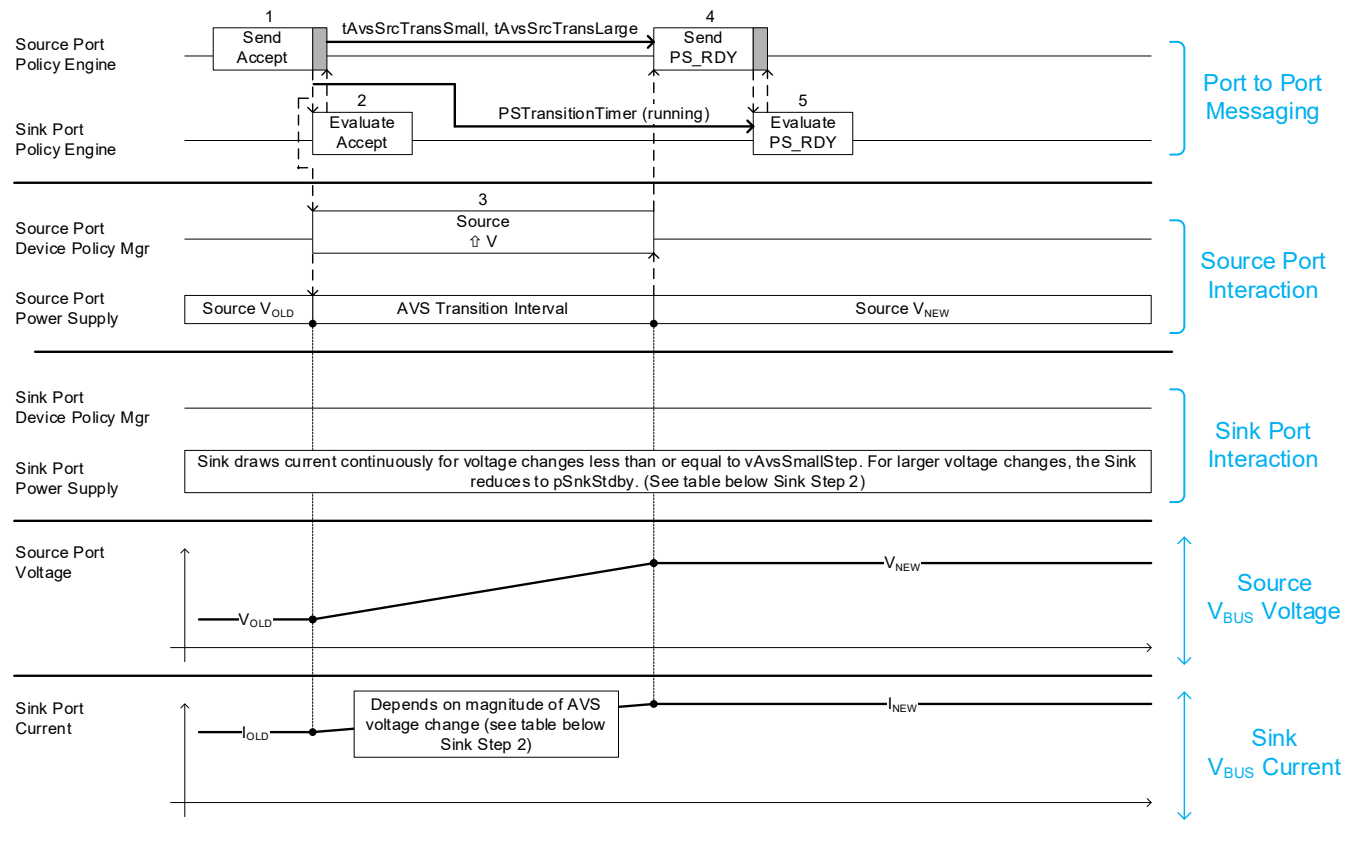 1
Send
Accept
tAvsSrcTransSmall, tAvsSrcTransLarge
4
Send
PS_RDY
Source Port
Policy Engine
2
Evaluate
Accept
PSTransitionTimer (running)
5
Evaluate
PS_RDY
Sink Port
Policy Engine
Port to Port
Messaging
3
Source
⇧ V
Source Port
Device Policy Mgr
Source Port
Power Supply
Source VOLD
AVS Transition Interval
Source VNEW
Source Port
Interaction
Sink Port
Device Policy Mgr
Sink Port
Power Supply
Sink draws current continuously for voltage changes less than or equal to vAvsSmallStep. For larger voltage changes, the Sink
reduces to pSnkStdby. (See table below Sink Step 2)
Sink Port
Interaction
Source Port
Voltage
VOLD
VNEW
Source
VBUS Voltage
Sink Port
Current
IOLD
Depends on magnitude of AVS
voltage change (see table below
Sink Step 2)
INEW
Sink
VBUS Current